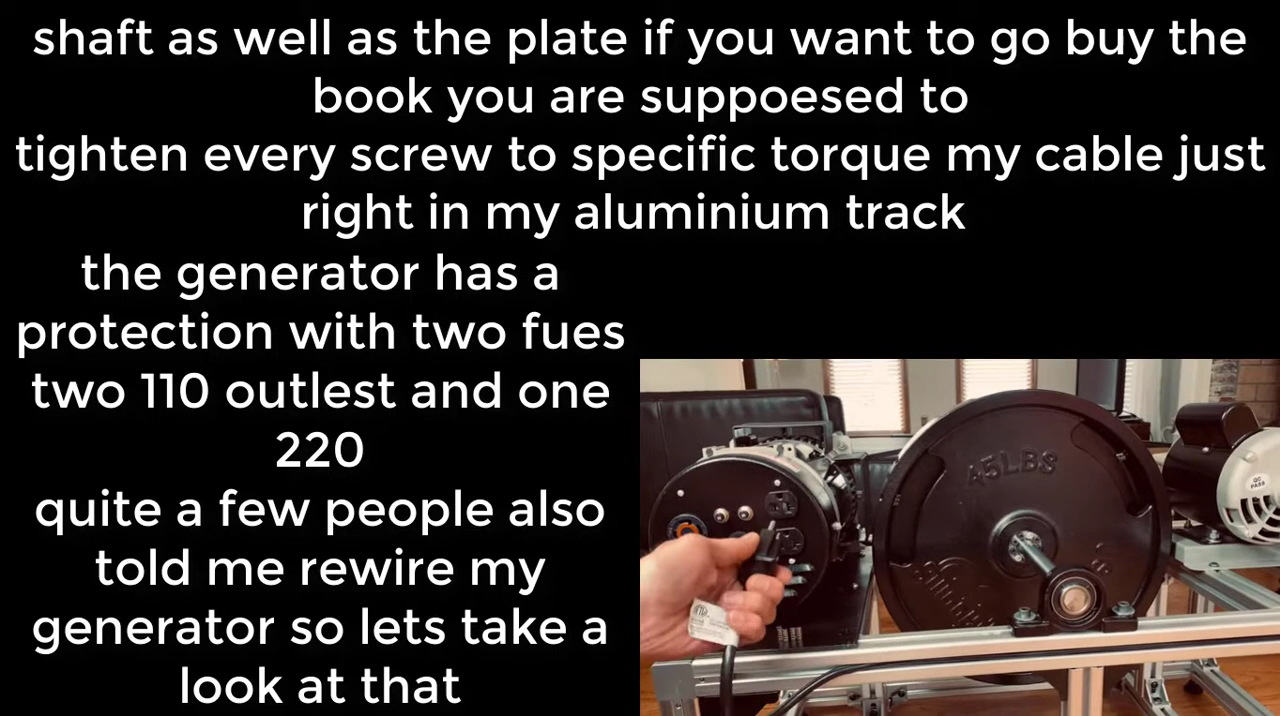 shaft as well as the plate if you want to go buy the
book you are suppoesed to
tighten every screw to specific torque my cable just
right in my aluminium track
the generator has a
protection with two fues
two 110 outlest and one
220
quite a few people also
told me rewire my
generator so lets take a
look at that
45LBS
QC
PASS